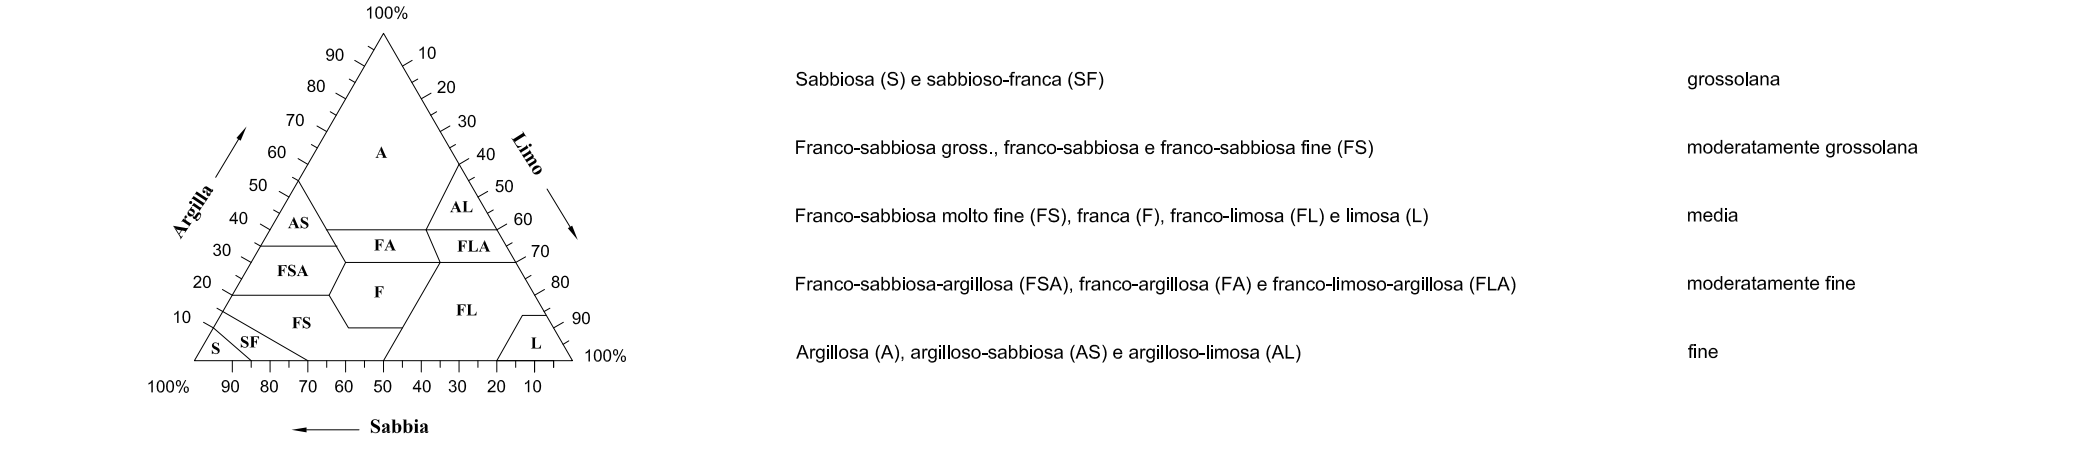 100%
90
10
80
20
70
30
60
40
50
50
40
60
30
70
20
80
10
90
100%
100%
90 80 70 60 50 40 30 20 10
Argilla
Limo
Sabbia
A
AS
AL
FA
FLA
FSA
F
FL
FS
SF
S
L
Sabbiosa (S) e sabbioso-franca (SF) grossolana
Franco-sabbiosa gross., franco-sabbiosa e franco-sabbiosa fine (FS) moderatamente grossolana
Franco-sabbiosa molto fine (FS), franca (F), franco-limosa (FL) e limosa (L) media
Franco-sabbiosa-argillosa (FSA), franco-argillosa (FA) e franco-limoso-argillosa (FLA) moderatamente fine
Argillosa (A), argilloso-sabbiosa (AS) e argilloso-limosa (AL) fine